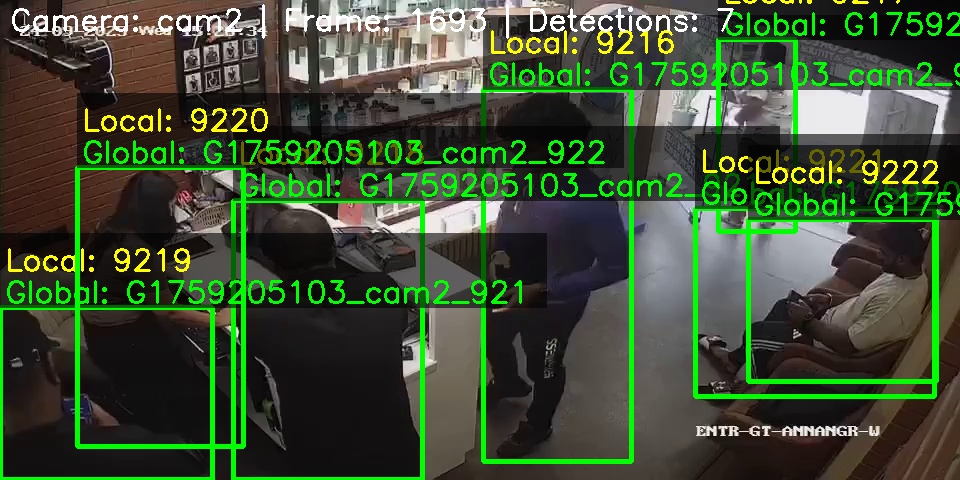 Camera: cam2 | Frame: 1693 | Detections: 7
Local: 9216
Global: G1759205103_cam2_9
Global: G17592
Local: 9220
Global: G1759205103_cam2_922
Global: G1759205103_cam2_
Local: 9222
Global: G1759
Local: 9219
Global: G1759205103_cam2_921
ENTR-GT-ANNANGR-W